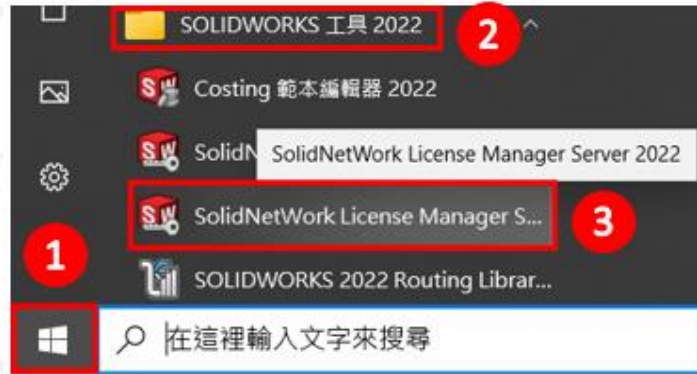 SOLIDWORKS 工具 2022
2
Costing 範本編輯器 2022
SolidN
SolidNetWork License Manager Server 2022
SolidNetWork License Manager S...
3
1
SOLIDWORKS 2022 Routing Librar...
在這裡輸入文字來搜尋